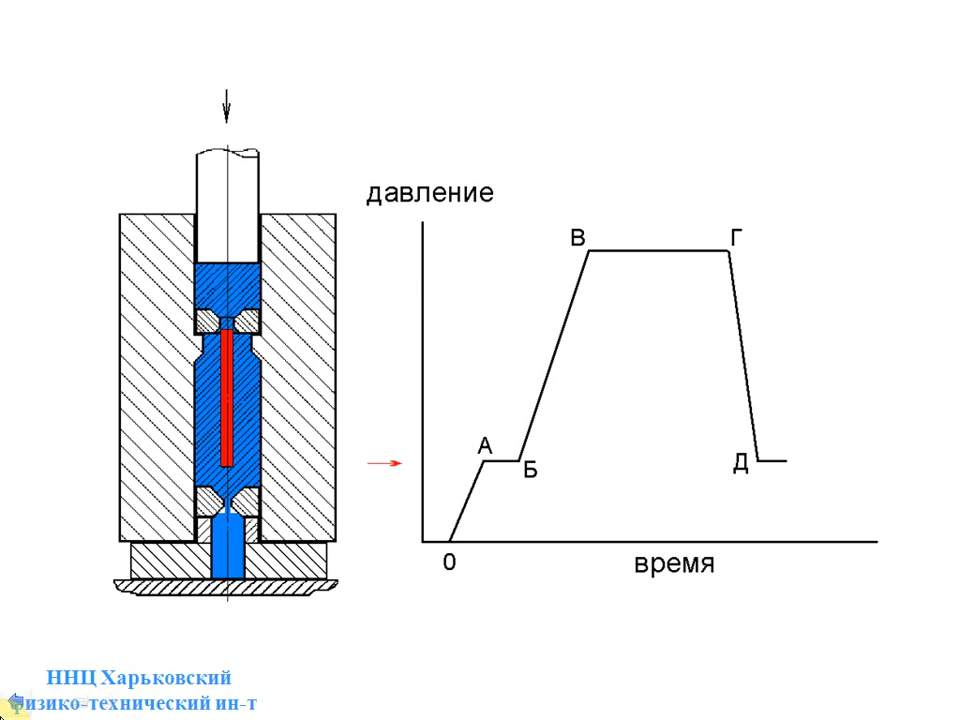 давление
В
Г
А
Б
Д
0
время
ННЦ Харьковский
физико-технический ин-т